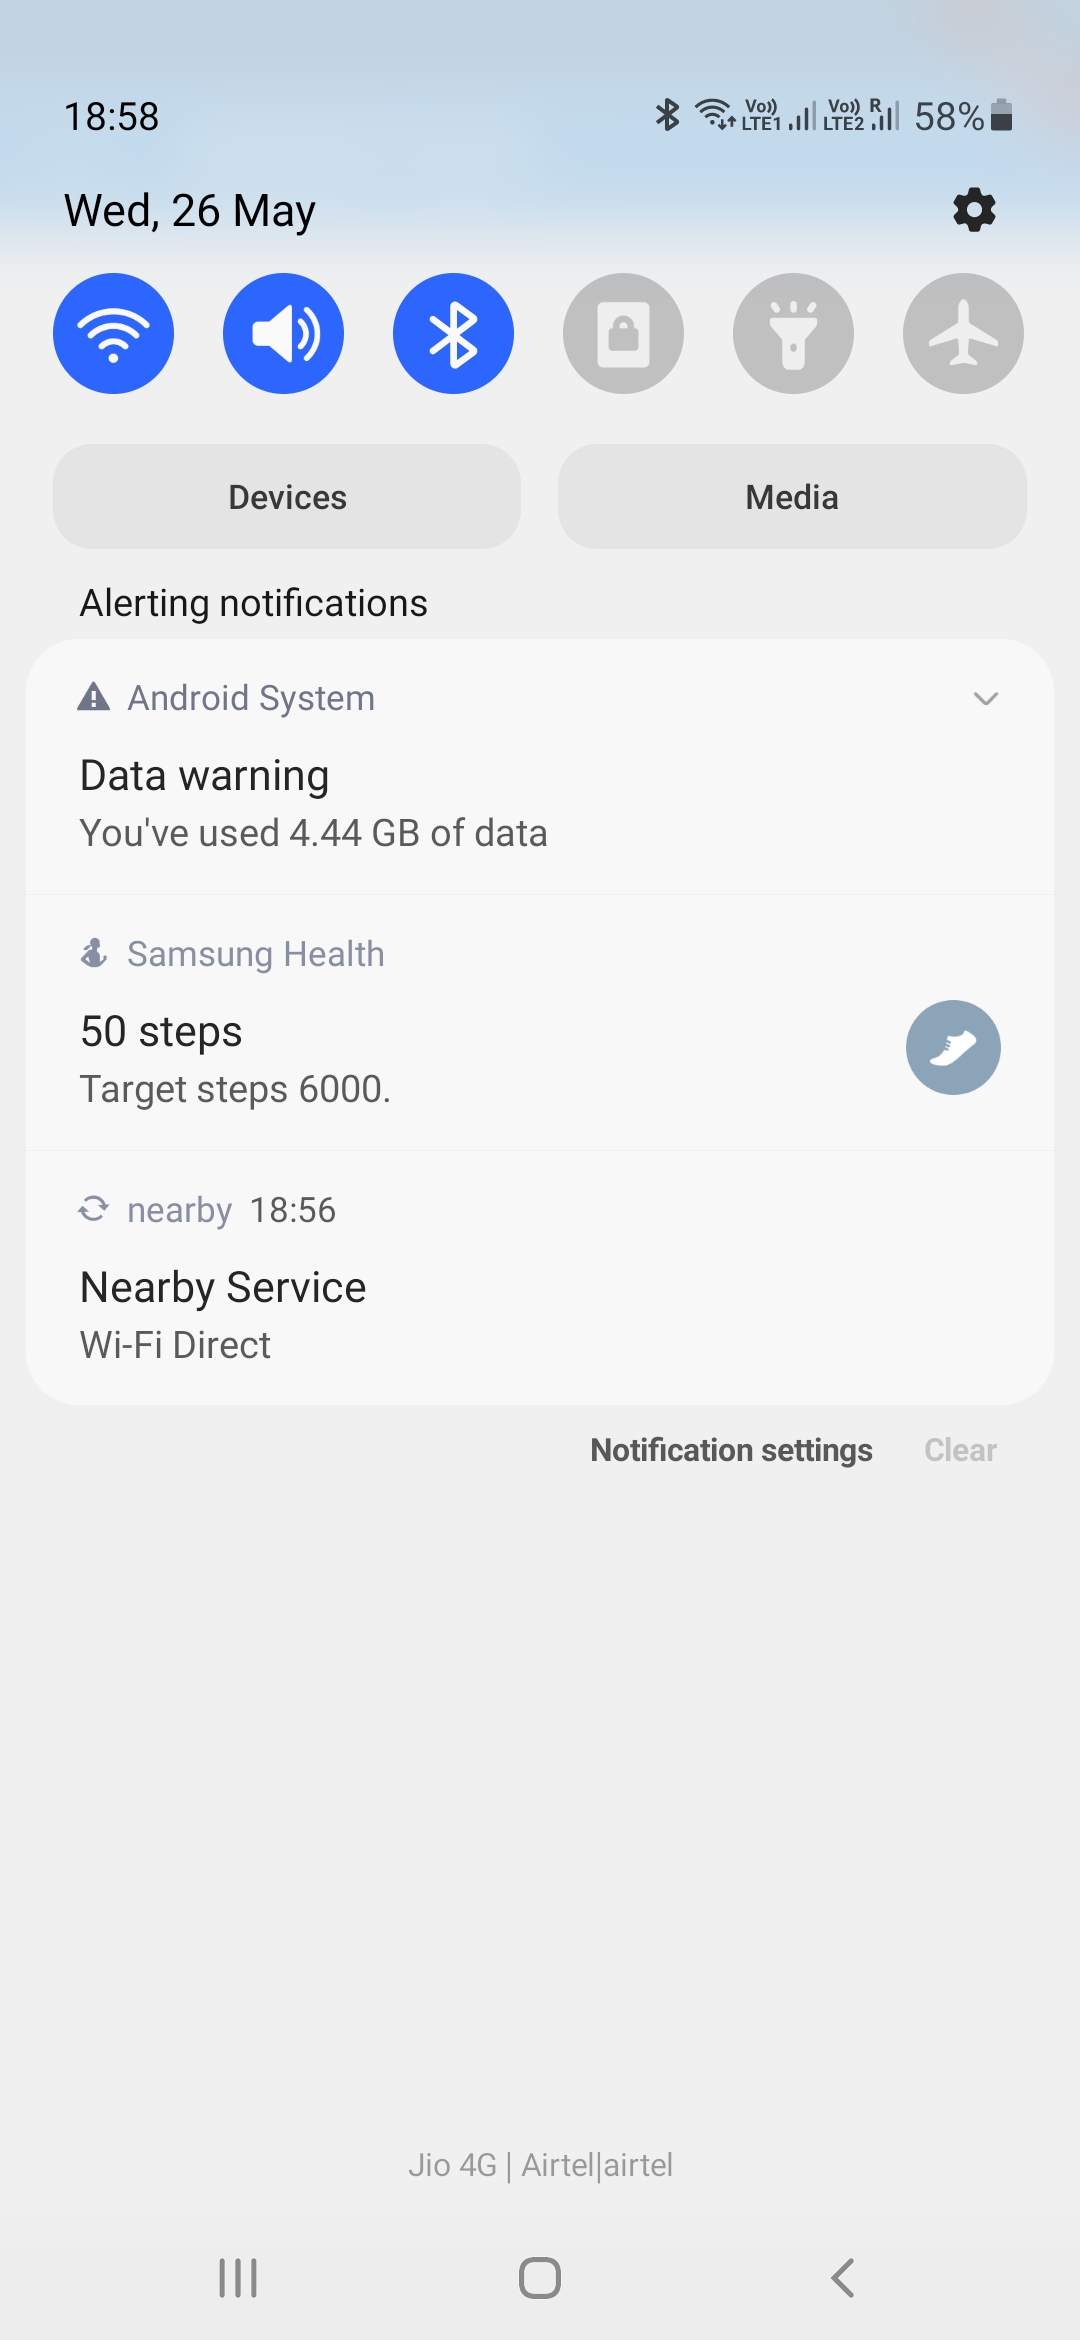 18:58
Vo)) LTE1 Vo)) LTE2 R 58%
Wed, 26 May
Devices
Media
Alerting notifications
Android System
Data warning
You've used 4.44 GB of data
Samsung Health
50 steps
Target steps 6000.
nearby 18:56
Nearby Service
Wi-Fi Direct
Notification settings
Clear
Jio 4G | Airtel|airtel